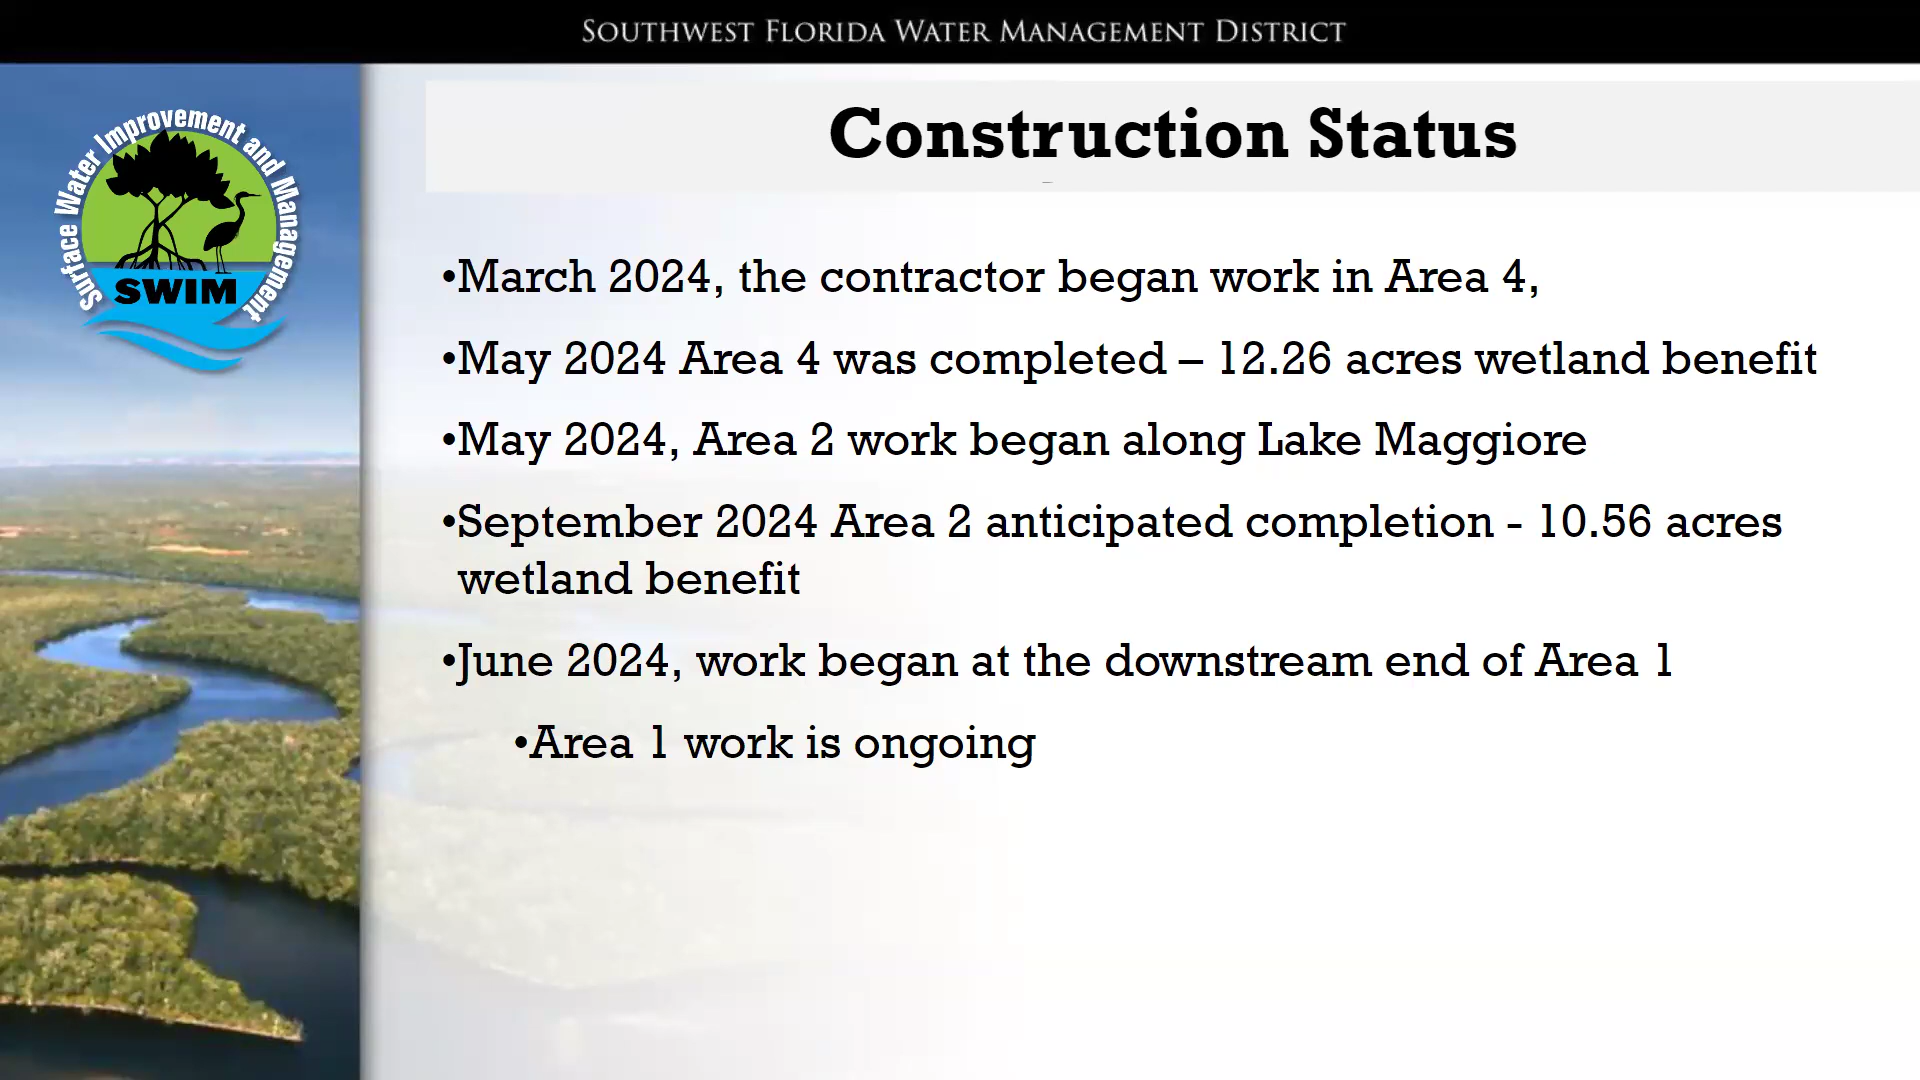 SOUTHWEST FLORIDA WATER MANAGEMENT DISTRICT
Surface Water Improvement and Management
SWIM
Construction Status
•March 2024, the contractor began work in Area 4,
•May 2024 Area 4 was completed – 12.26 acres wetland benefit
•May 2024, Area 2 work began along Lake Maggiore
•September 2024 Area 2 anticipated completion - 10.56 acres
wetland benefit
•June 2024, work began at the downstream end of Area 1
•Area 1 work is ongoing